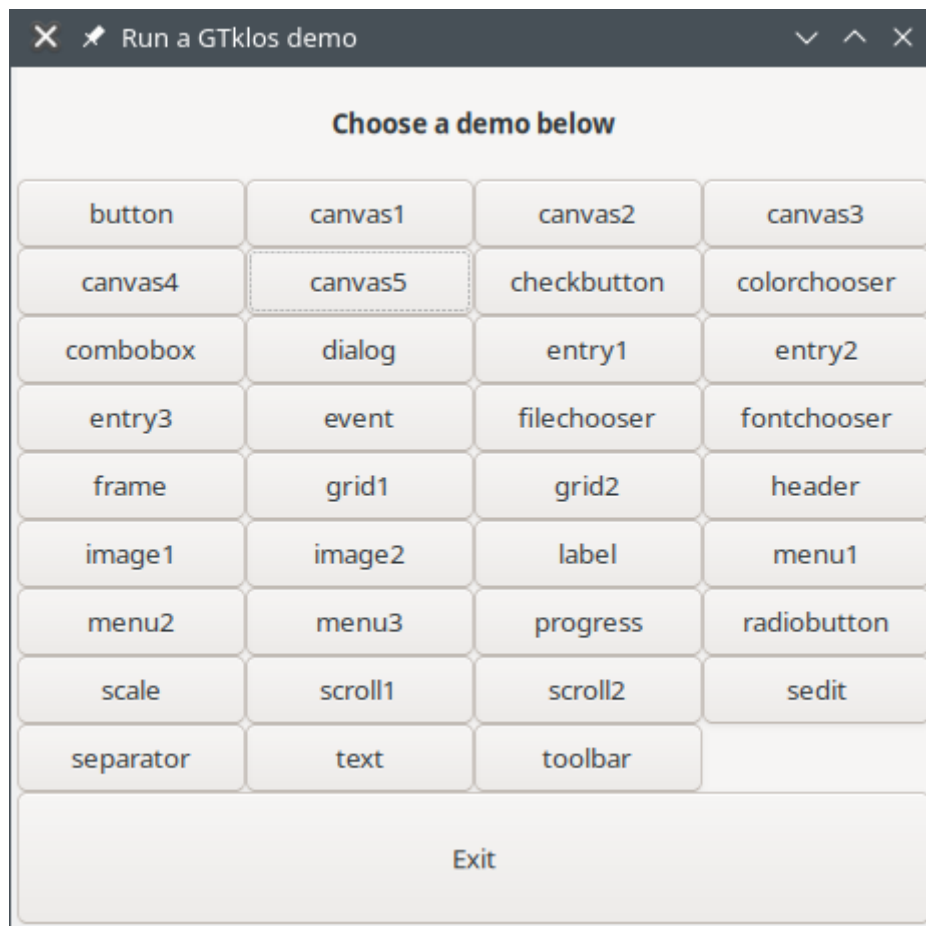 Run a GTklos demo
Choose a demo below
button canvas1 canvas2 canvas3
canvas4 canvas5 checkbutton colorchooser
combobox dialog entry1 entry2
entry3 event filechooser fontchooser
frame grid1 grid2 header
image1 image2 label menu1
menu2 menu3 progress radiobutton
scale scroll1 scroll2 sedit
separator text toolbar
Exit